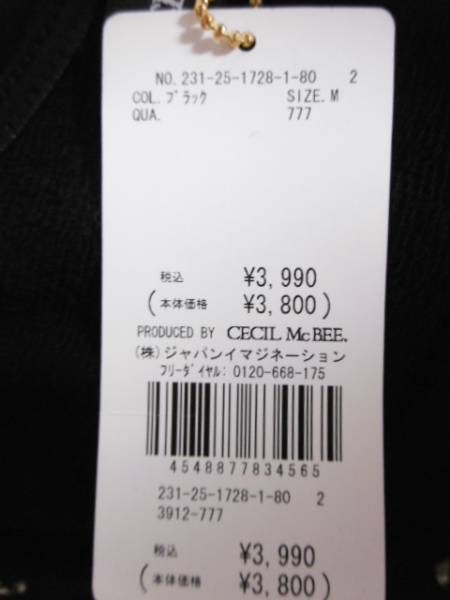 NO. 231-25-1728-1-80 2
COL. ブラック SIZE. M
QUA. 777
税込 ¥3,990
(本体価格 ¥3,800)
PRODUCED BY CECIL McBEE.
(株)ジャパンイマジネーション
フリーダイヤル: 0120-668-175
4548877834565
231-25-1728-1-80 2
3912-777
税込 ¥3,990
(本体価格 ¥3,800)